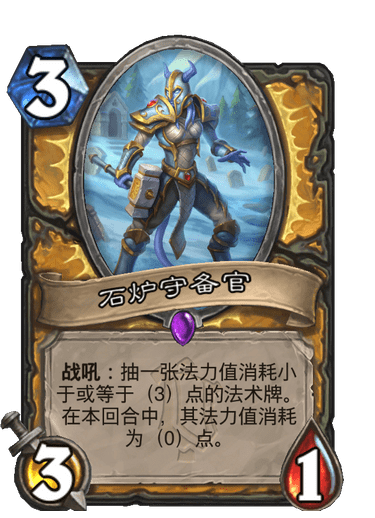 3
石炉守备官
战吼：抽一张法力值消耗小
于或等于（3）点的法术牌。
在本回合中，其法力值消耗
为（0）点。
3
1